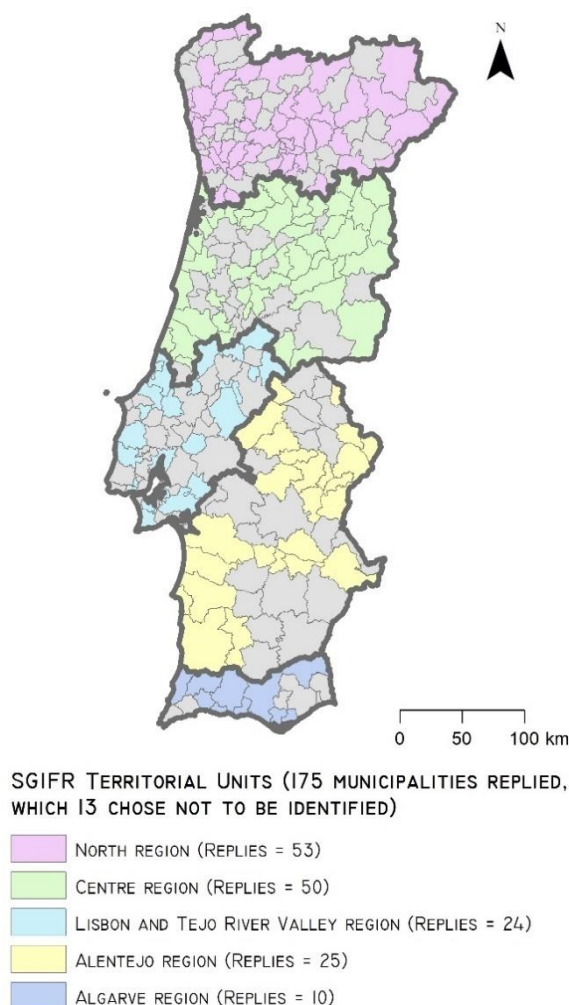 N
0 50 100 km
SGIFR TERRITORIAL UNITS (175 MUNICIPALITIES REPLIED,
WHICH 13 CHOSE NOT TO BE IDENTIFIED)
NORTH REGION (REPLIES = 53)
CENTRE REGION (REPLIES = 50)
LISBON AND TEJO RIVER VALLEY REGION (REPLIES = 24)
ALENTEJO REGION (REPLIES = 25)
ALGARVE REGION (REPLIES = 10)